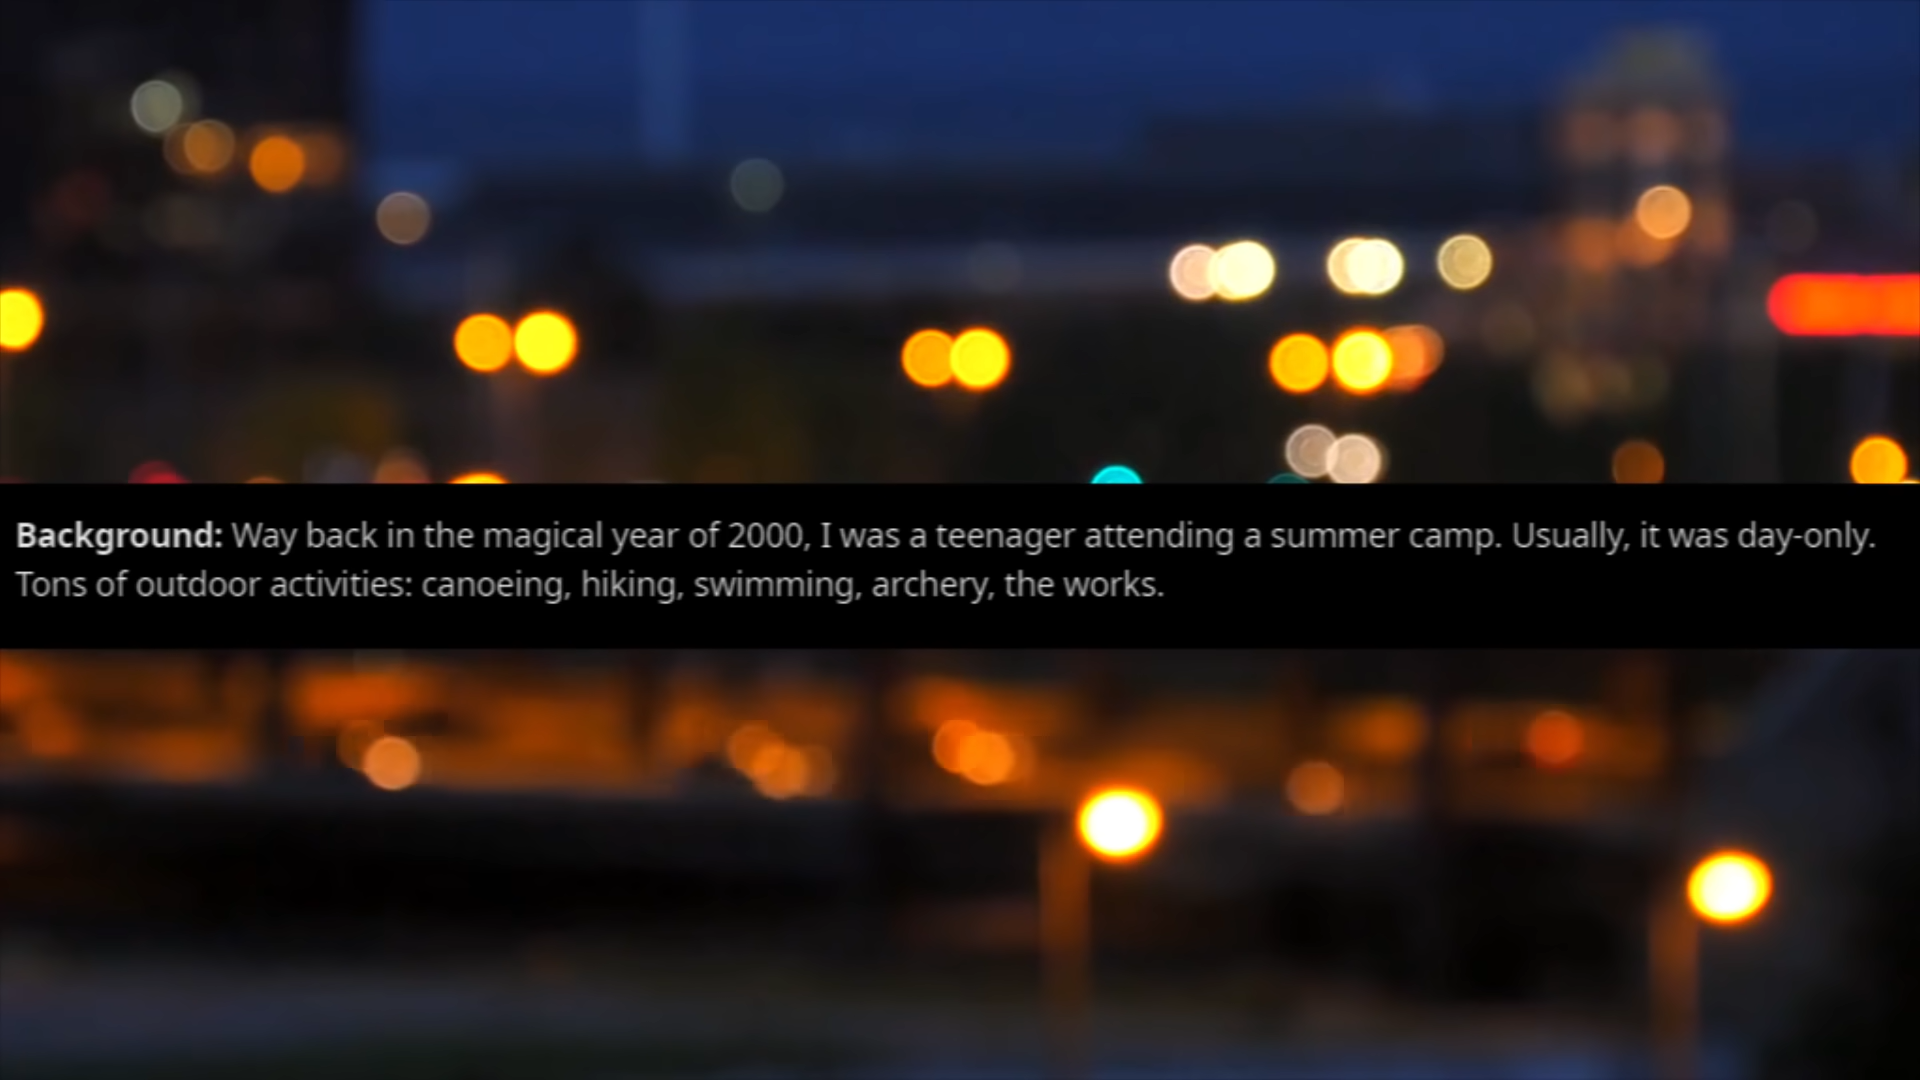 Background: Way back in the magical year of 2000, I was a teenager attending a summer camp. Usually, it was day-only.
Tons of outdoor activities: canoeing, hiking, swimming, archery, the works.